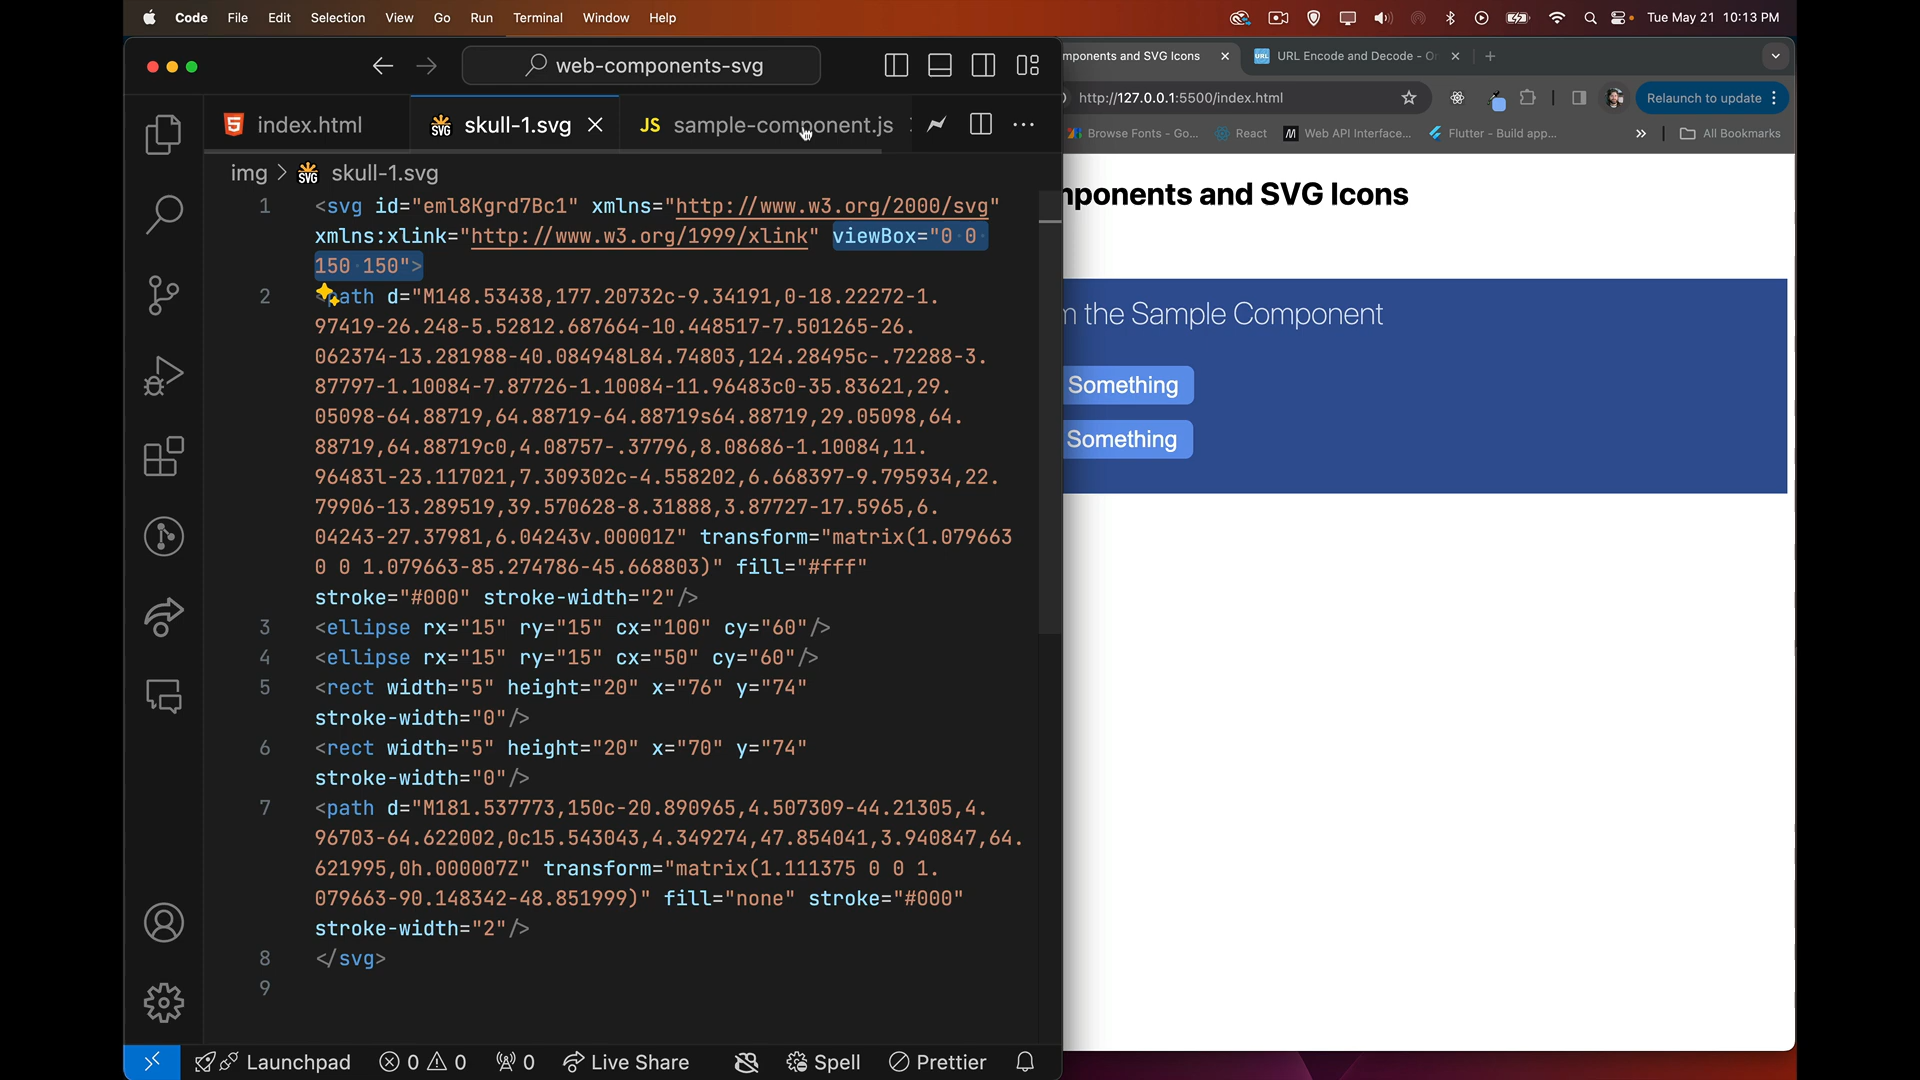 Code File Edit Selection View Go Run Terminal Window Help
Tue May 21 10:13 PM
web-components-svg
mponents and SVG Icons
URL Encode and Decode - O
http://127.0.0.1:5500/index.html
Relaunch to update
Browse Fonts - Go...
React
Web API Interface...
Flutter - Build app...
All Bookmarks
index.html
skull-1.svg
JS sample-component.js
img > skull-1.svg
1 <svg id="eml8Kgrd7Bc1" xmlns="http://www.w3.org/2000/svg"
xmlns:xlink="http://www.w3.org/1999/xlink" viewBox="0 0
150 150">
2 <path d="M148.53438,177.20732c-9.34191,0-18.22272-1.
97419-26.248-5.52812.687664-10.448517-7.501265-26.
062374-13.281988-40.084948L84.74803,124.28495c-.72288-3.
87797-1.10084-7.87726-1.10084-11.96483c0-35.83621,29.
05098-64.88719,64.88719-64.88719s64.88719,29.05098,64.
88719,64.88719c0,4.08757-.37796,8.08686-1.10084,11.
96483l-23.117021,7.309302c-4.558202,6.668397-9.795934,22.
79906-13.289519,39.570628-8.31888,3.87727-17.5965,6.
04243-27.37981,6.04243v.00001Z" transform="matrix(1.079663
0 0 1.079663-85.274786-45.668803)" fill="#fff"
stroke="#000" stroke-width="2"/>
3 <ellipse rx="15" ry="15" cx="100" cy="60"/>
4 <ellipse rx="15" ry="15" cx="50" cy="60"/>
5 <rect width="5" height="20" x="76" y="74"
stroke-width="0"/>
6 <rect width="5" height="20" x="70" y="74"
stroke-width="0"/>
7 <path d="M181.537773,150c-20.890965,4.507309-44.21305,4.
96703-64.622002,0c15.543043,4.349274,47.854041,3.940847,64.
621995,0h.000007Z" transform="matrix(1.111375 0 0 1.
079663-90.148342-48.851999)" fill="none" stroke="#000"
stroke-width="2"/>
8 </svg>
9
mponents and SVG Icons
m the Sample Component
Something
Something
Launchpad 0 0 0 Live Share Spell Prettier